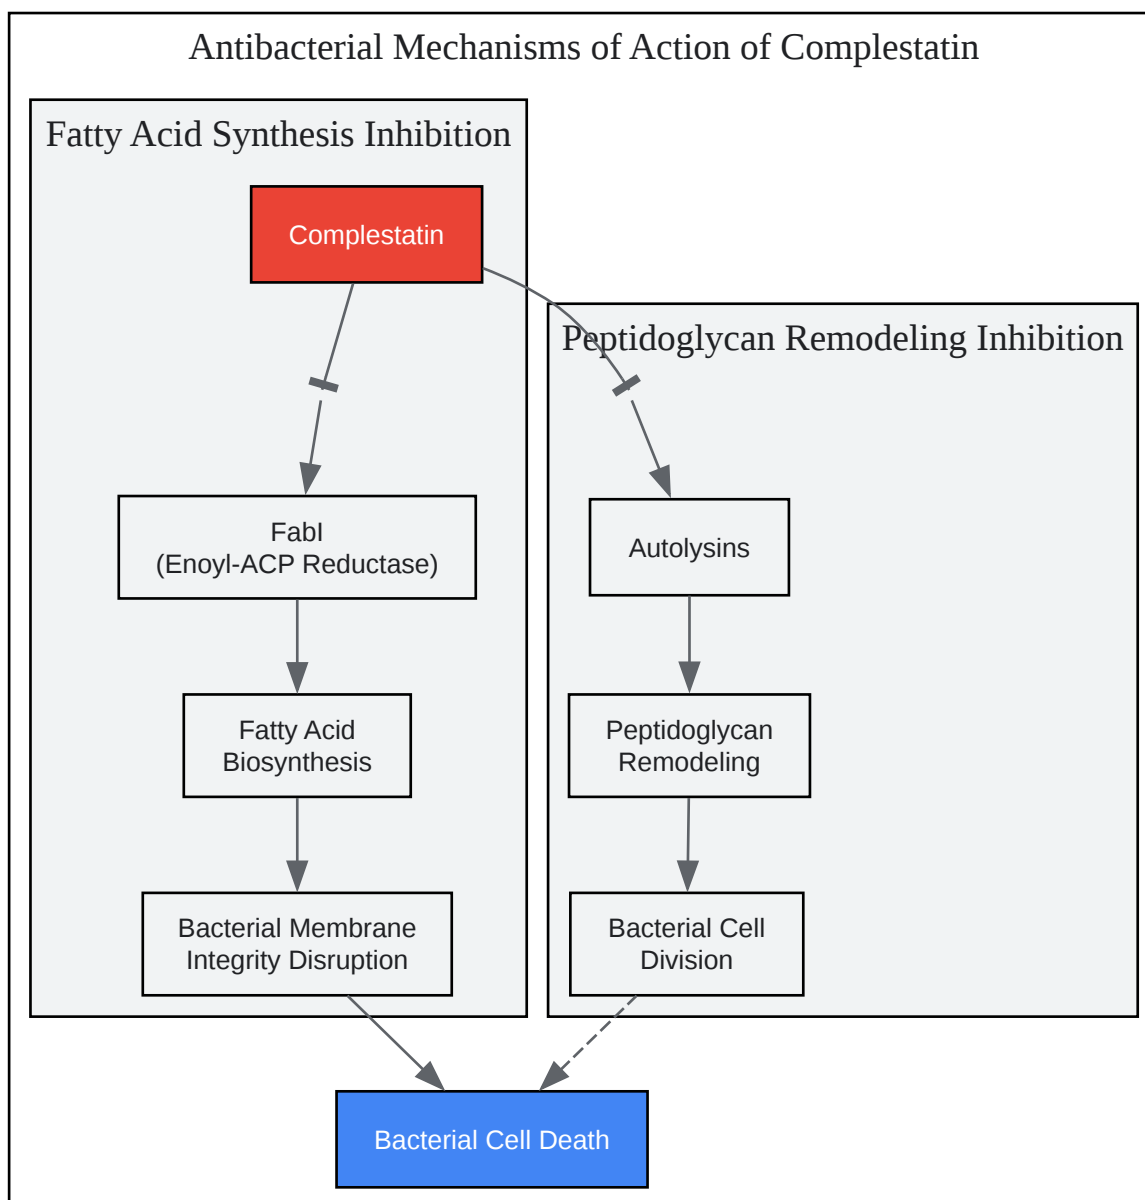 Antibacterial Mechanisms of Action of Complestatin
Fatty Acid Synthesis Inhibition
Complestatin
Peptidoglycan Remodeling Inhibition
FabI
(Enoyl-ACP Reductase)
Autolysins
Fatty Acid
Biosynthesis
Peptidoglycan
Remodeling
Bacterial Membrane
Integrity Disruption
Bacterial Cell
Division
Bacterial Cell Death